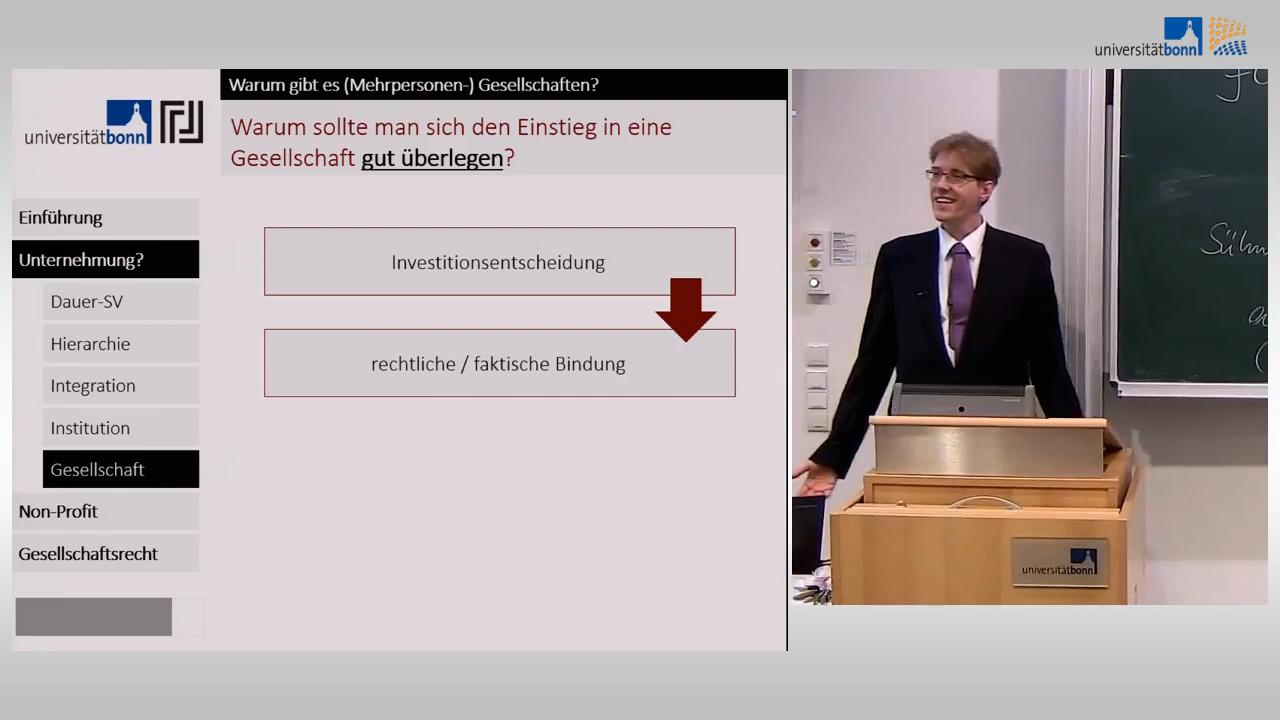 universitätbonn
Warum gibt es (Mehrpersonen-) Gesellschaften?
universitätbonn
Warum sollte man sich den Einstieg in eine
Gesellschaft gut überlegen?
Einführung
Unternehmung?
Dauer-SV
Hierarchie
Integration
Institution
Gesellschaft
Non-Profit
Gesellschaftsrecht
Investitionsentscheidung
rechtliche / faktische Bindung
universitätbonn